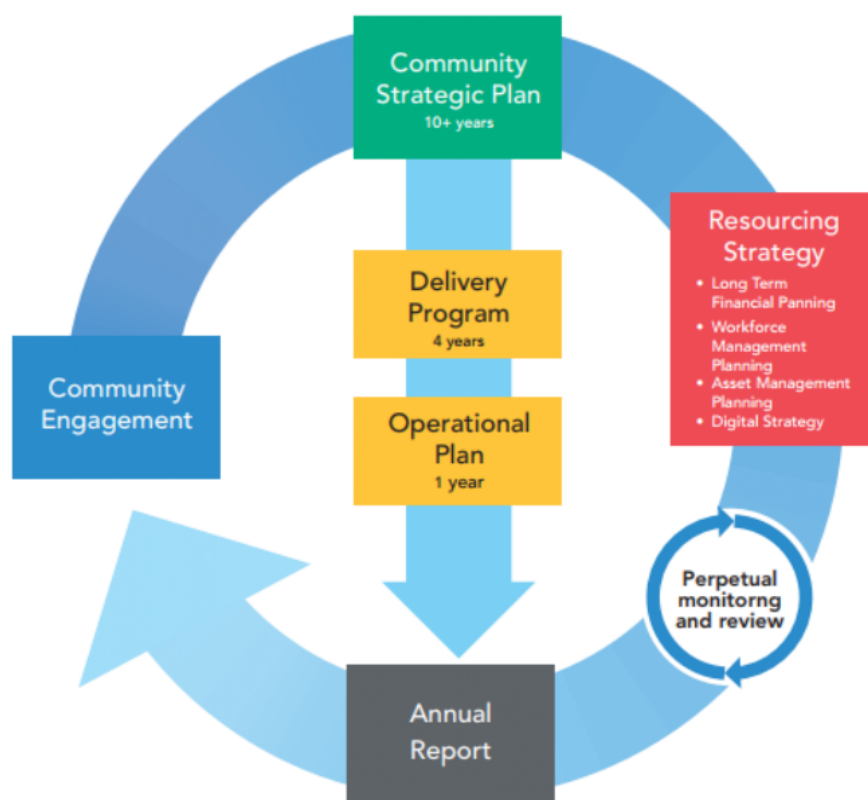 Community
Strategic Plan
10+ years
Resourcing
Strategy
• Long Term
Financial Panning
• Workforce
Management
Planning
• Asset Management
Planning
• Digital Strategy
Delivery
Program
4 years
Community
Engagement
Operational
Plan
1 year
Perpetual
monitorng
and review
Annual
Report